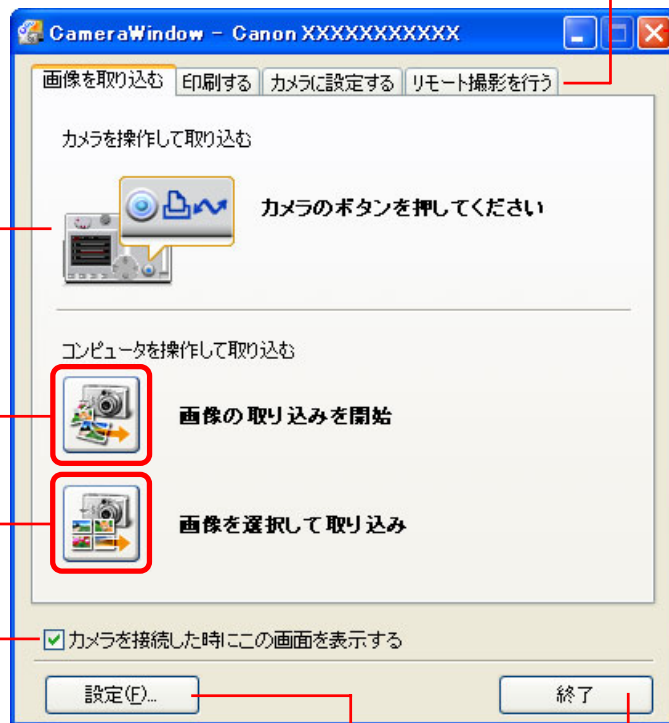 CameraWindow - Canon XXXXXXXXXXX
画像を取り込む 印刷する カメラに設定する リモート撮影を行う
カメラを操作して取り込む
カメラのボタンを押してください
コンピュータを操作して取り込む
画像の取り込みを開始
画像を選択して取り込み
カメラを接続した時にこの画面を表示する
設定(F)... 終了